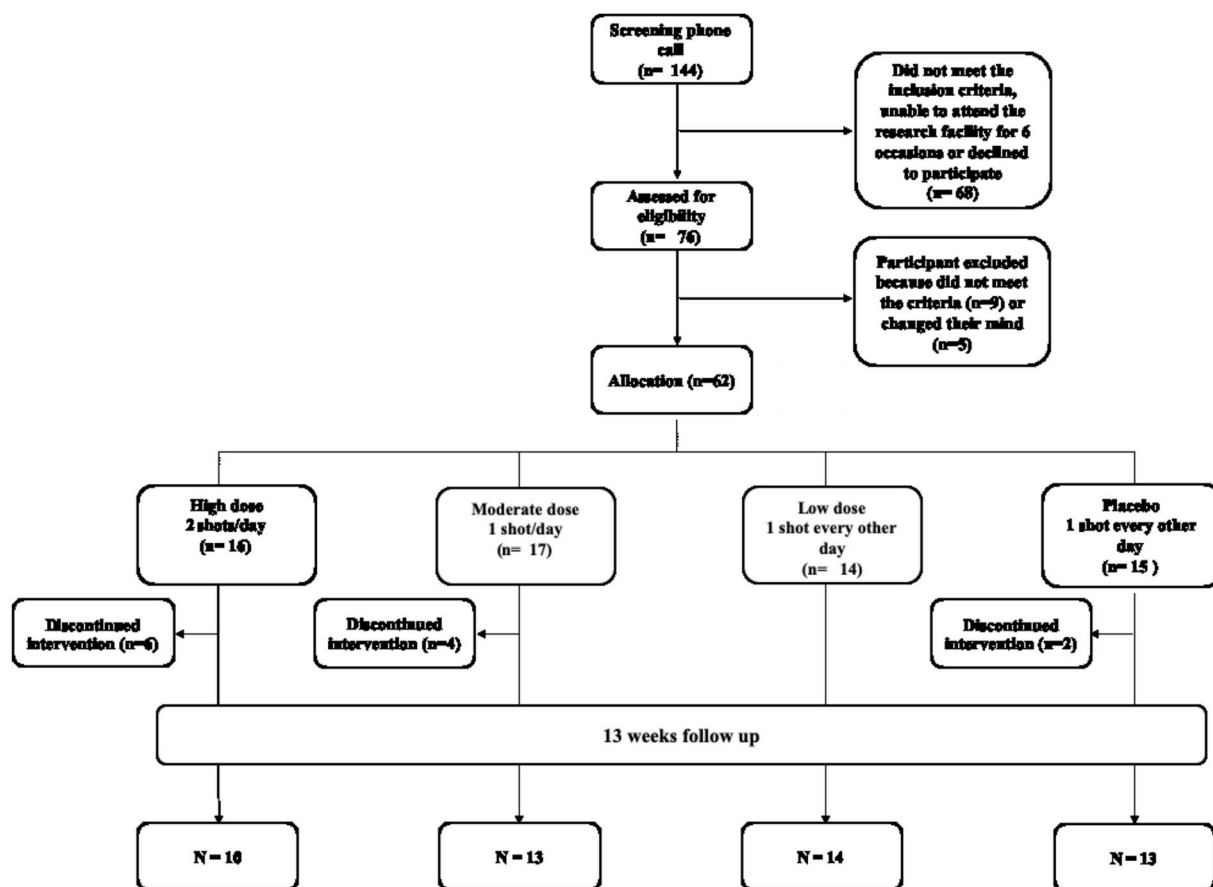 Screening phone
call
(n= 144)
Did not meet the
inclusion criteria,
unable to attend the
research facility for 6
occasions or declined
to participate
(n= 68)
Assessed for
eligibility
(n= 76)
Participant excluded
because did not meet
the criteria (n=9) or
changed their mind
(n=5)
Allocation (n=62)
High dose
2 shots/day
(n= 16)
Moderate dose
1 shot/day
(n= 17)
Low dose
1 shot every other
day
(n= 14)
Placebo
1 shot every other
day
(n= 15 )
Discontinued
intervention (n=6)
Discontinued
intervention (n=4)
Discontinued
intervention (n=2)
13 weeks follow up
N = 10
N = 13
N = 14
N = 13